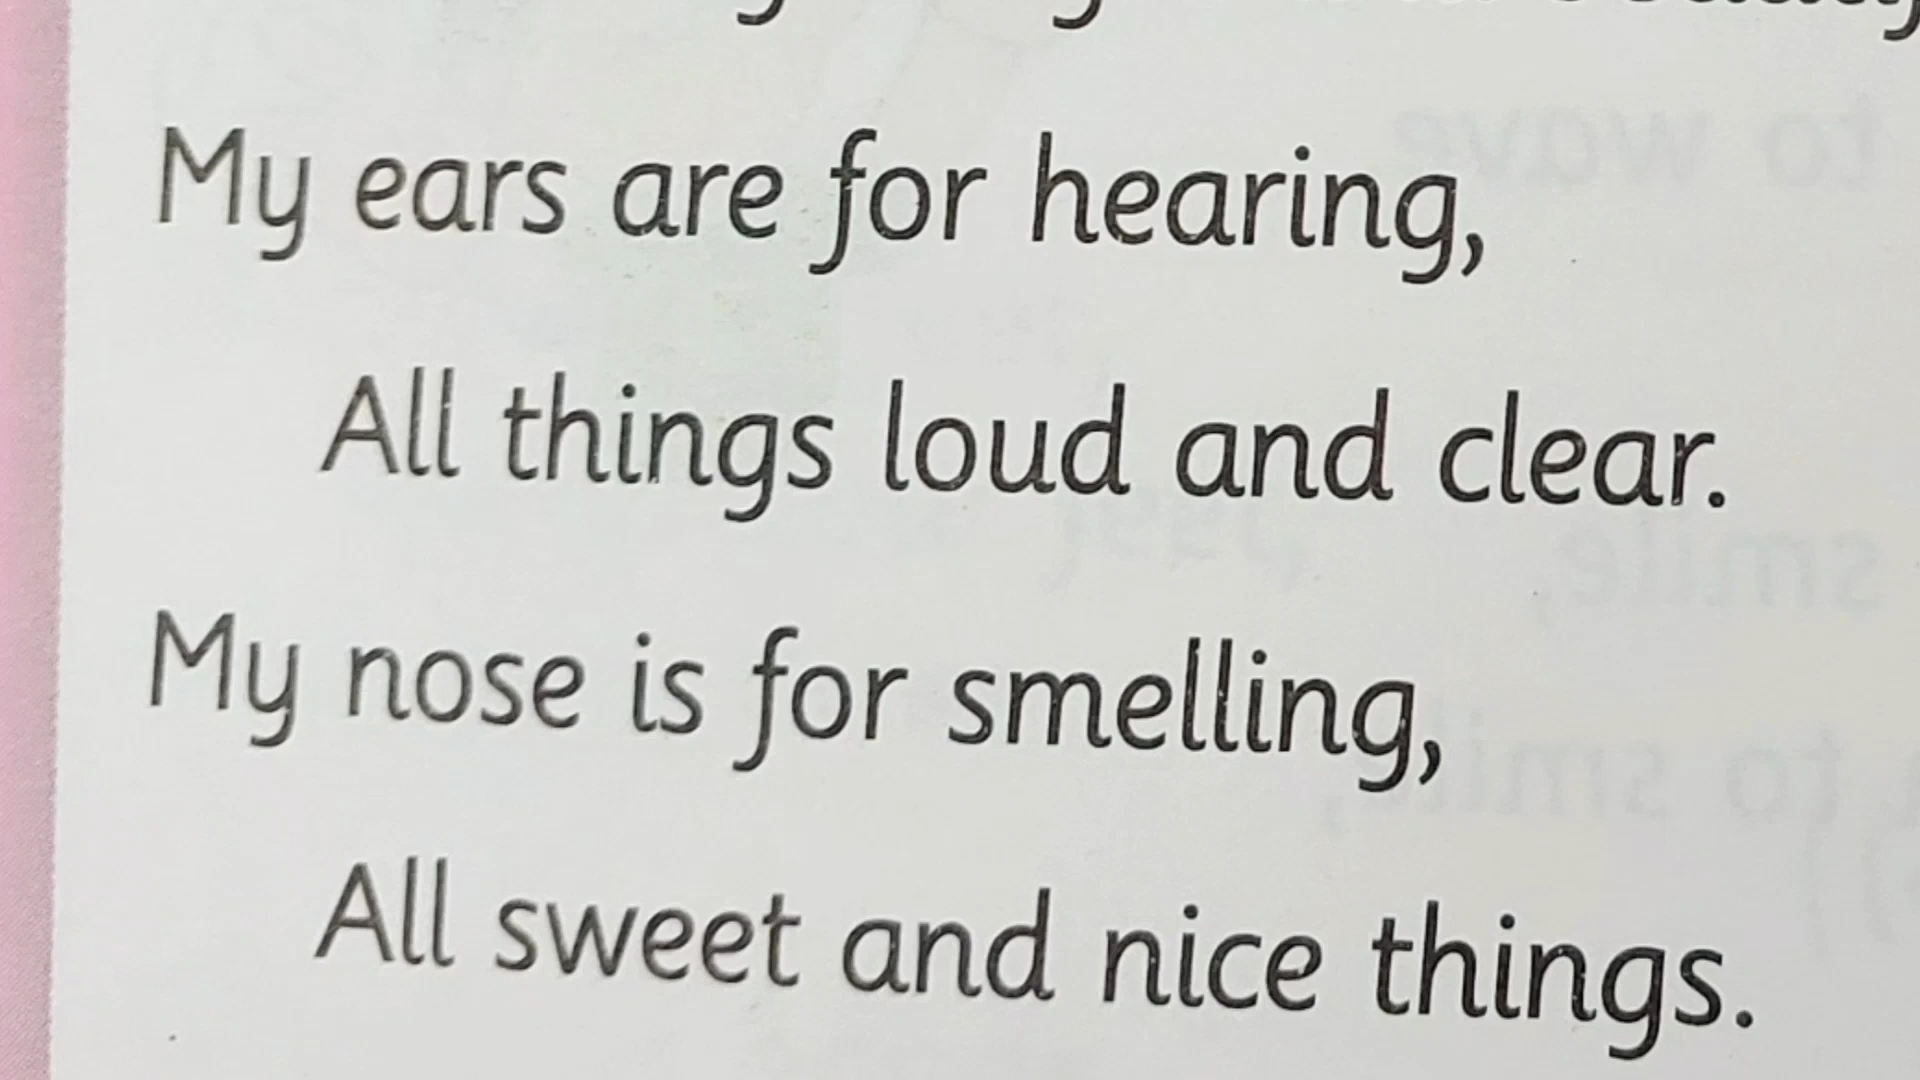 My ears are for hearing,
All things loud and clear.
My nose is for smelling,
All sweet and nice things.